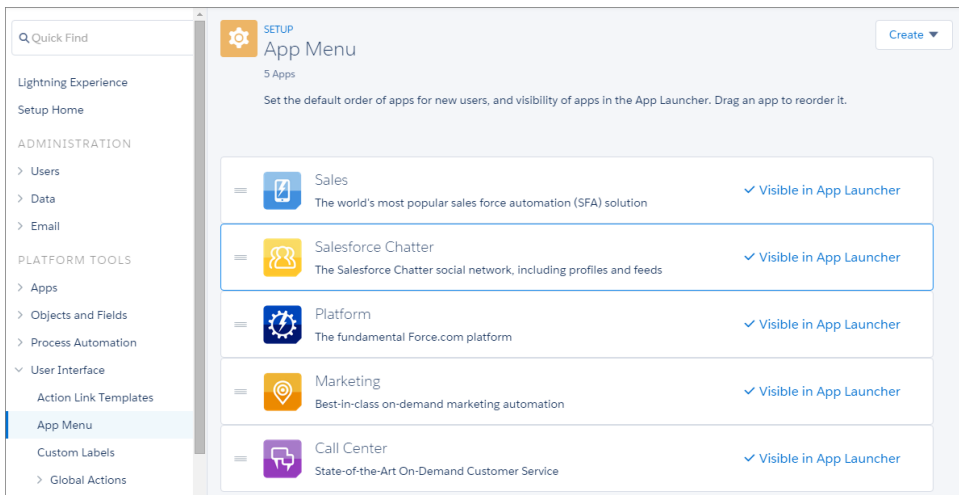 Quick Find
Lightning Experience
Setup Home
ADMINISTRATION
Users
Data
Email
PLATFORM TOOLS
Apps
Objects and Fields
Process Automation
User Interface
Action Link Templates
App Menu
Custom Labels
Global Actions
SETUP
App Menu
Create
5 Apps
Set the default order of apps for new users, and visibility of apps in the App Launcher. Drag an app to reorder it.
Sales
The world's most popular sales force automation (SFA) solution
Visible in App Launcher
Salesforce Chatter
The Salesforce Chatter social network, including profiles and feeds
Visible in App Launcher
Platform
The fundamental Force.com platform
Visible in App Launcher
Marketing
Best-in-class on-demand marketing automation
Visible in App Launcher
Call Center
State-of-the-Art On-Demand Customer Service
Visible in App Launcher